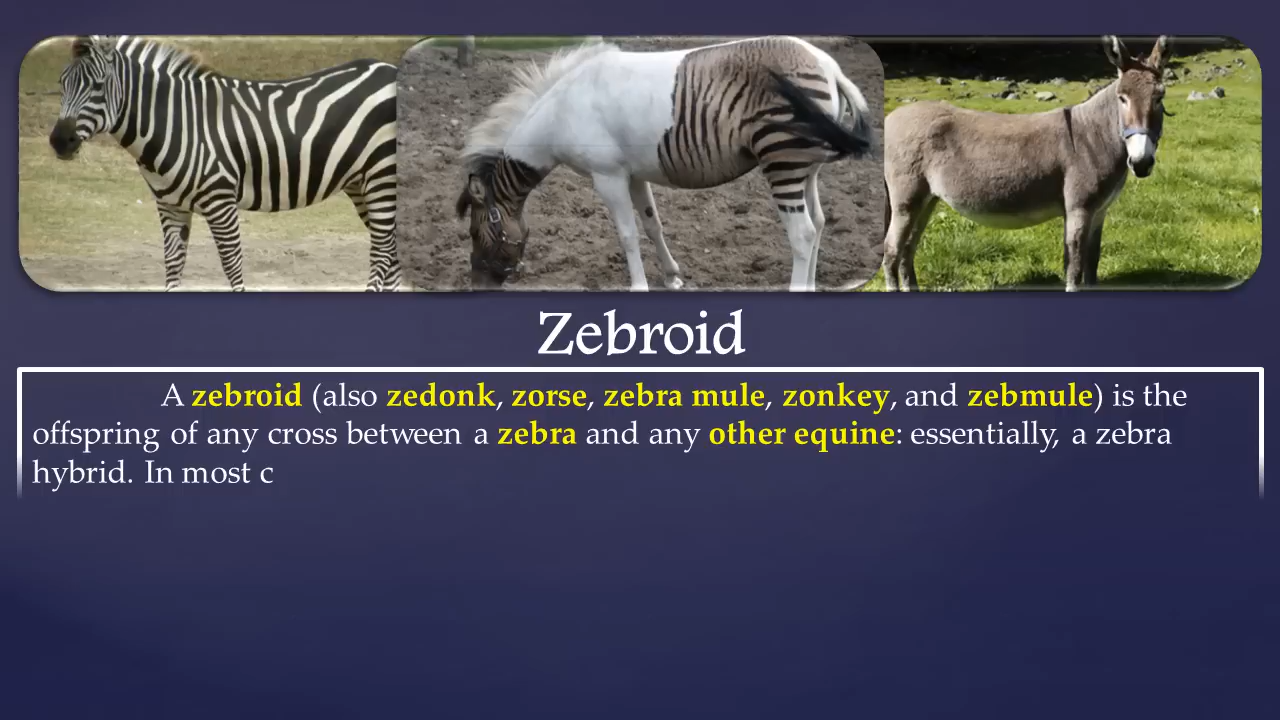 Zebroid
A zebroid (also zedonk, zorse, zebra mule, zonkey, and zebmule) is the
offspring of any cross between a zebra and any other equine: essentially, a zebra
hybrid. In most c